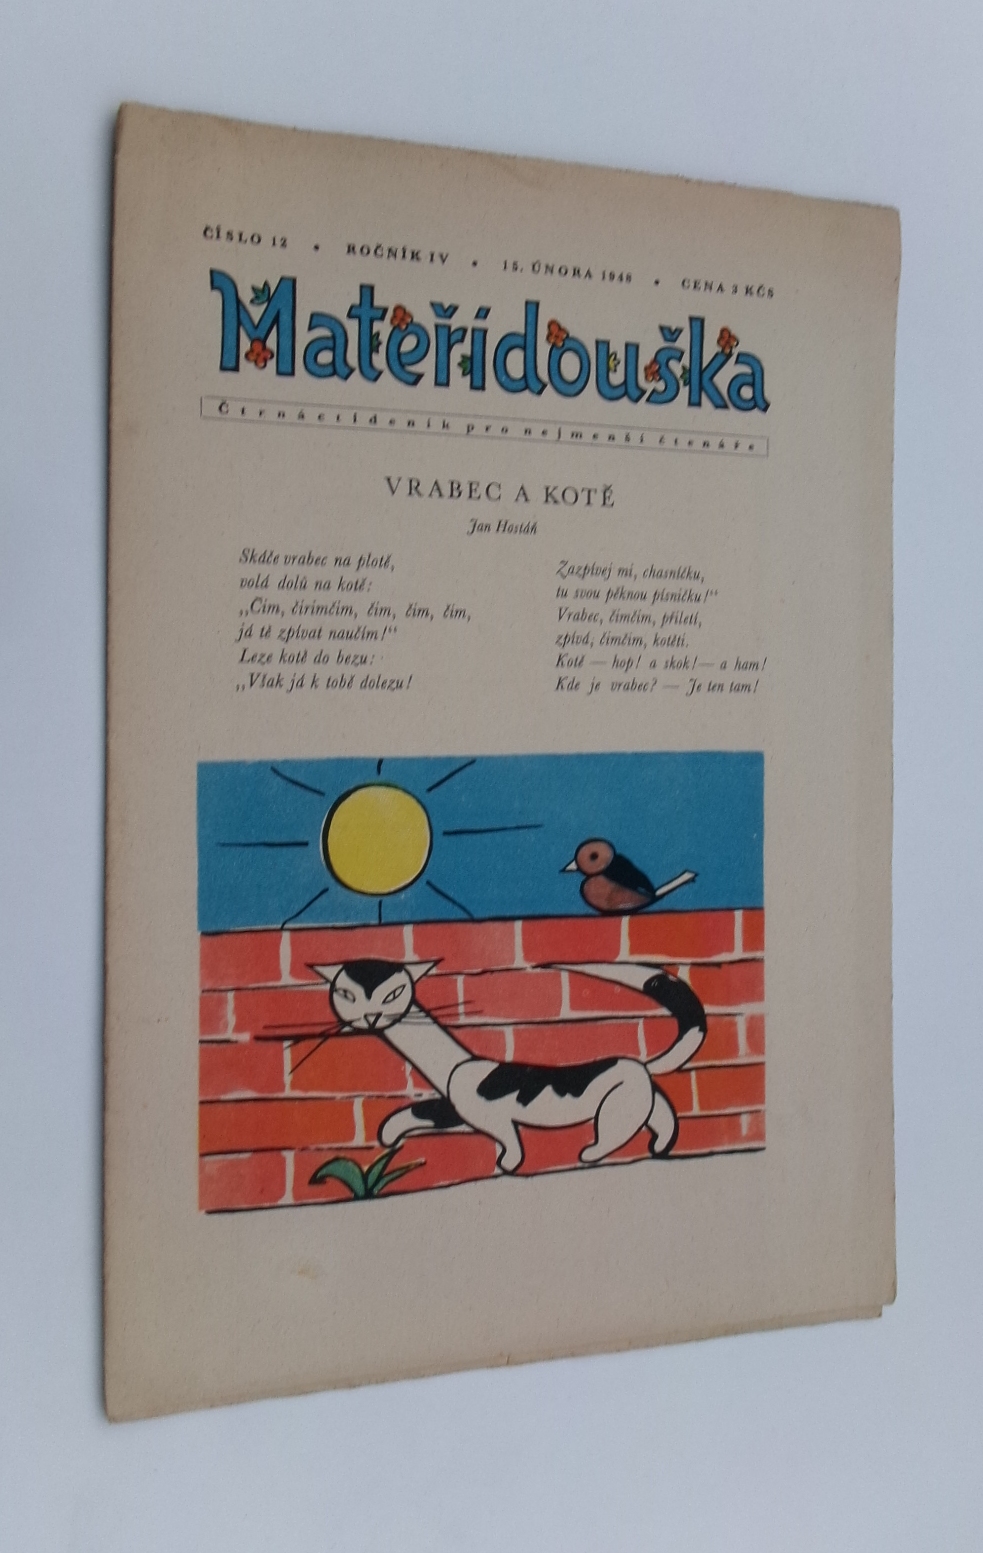 ČÍSLO 12 • ROČNÍK IV • 15. ÚNORA 1948 • CENA 3 KČS
Mateřídouška
Čtrnáctideník pro nejmenší čtenáře
VRABEC A KOTĚ
Jan Hostáň
Skáče vrabec na plotě,
volá dolů na kotě:
„Čim, čirimčim, čim, čim, čim,
já tě zpívat naučím!“
Leze kotě do bezu:
„Však já k tobě dolezu!
Zazpívej mi, chasníčku,
tu svou pěknou písničku!“
Vrabec, čimčim, přiletí,
zpívá, čimčim, kotěti.
Kotě — hop! a skok! — a ham!
Kde je vrabec? — Je ten tam!